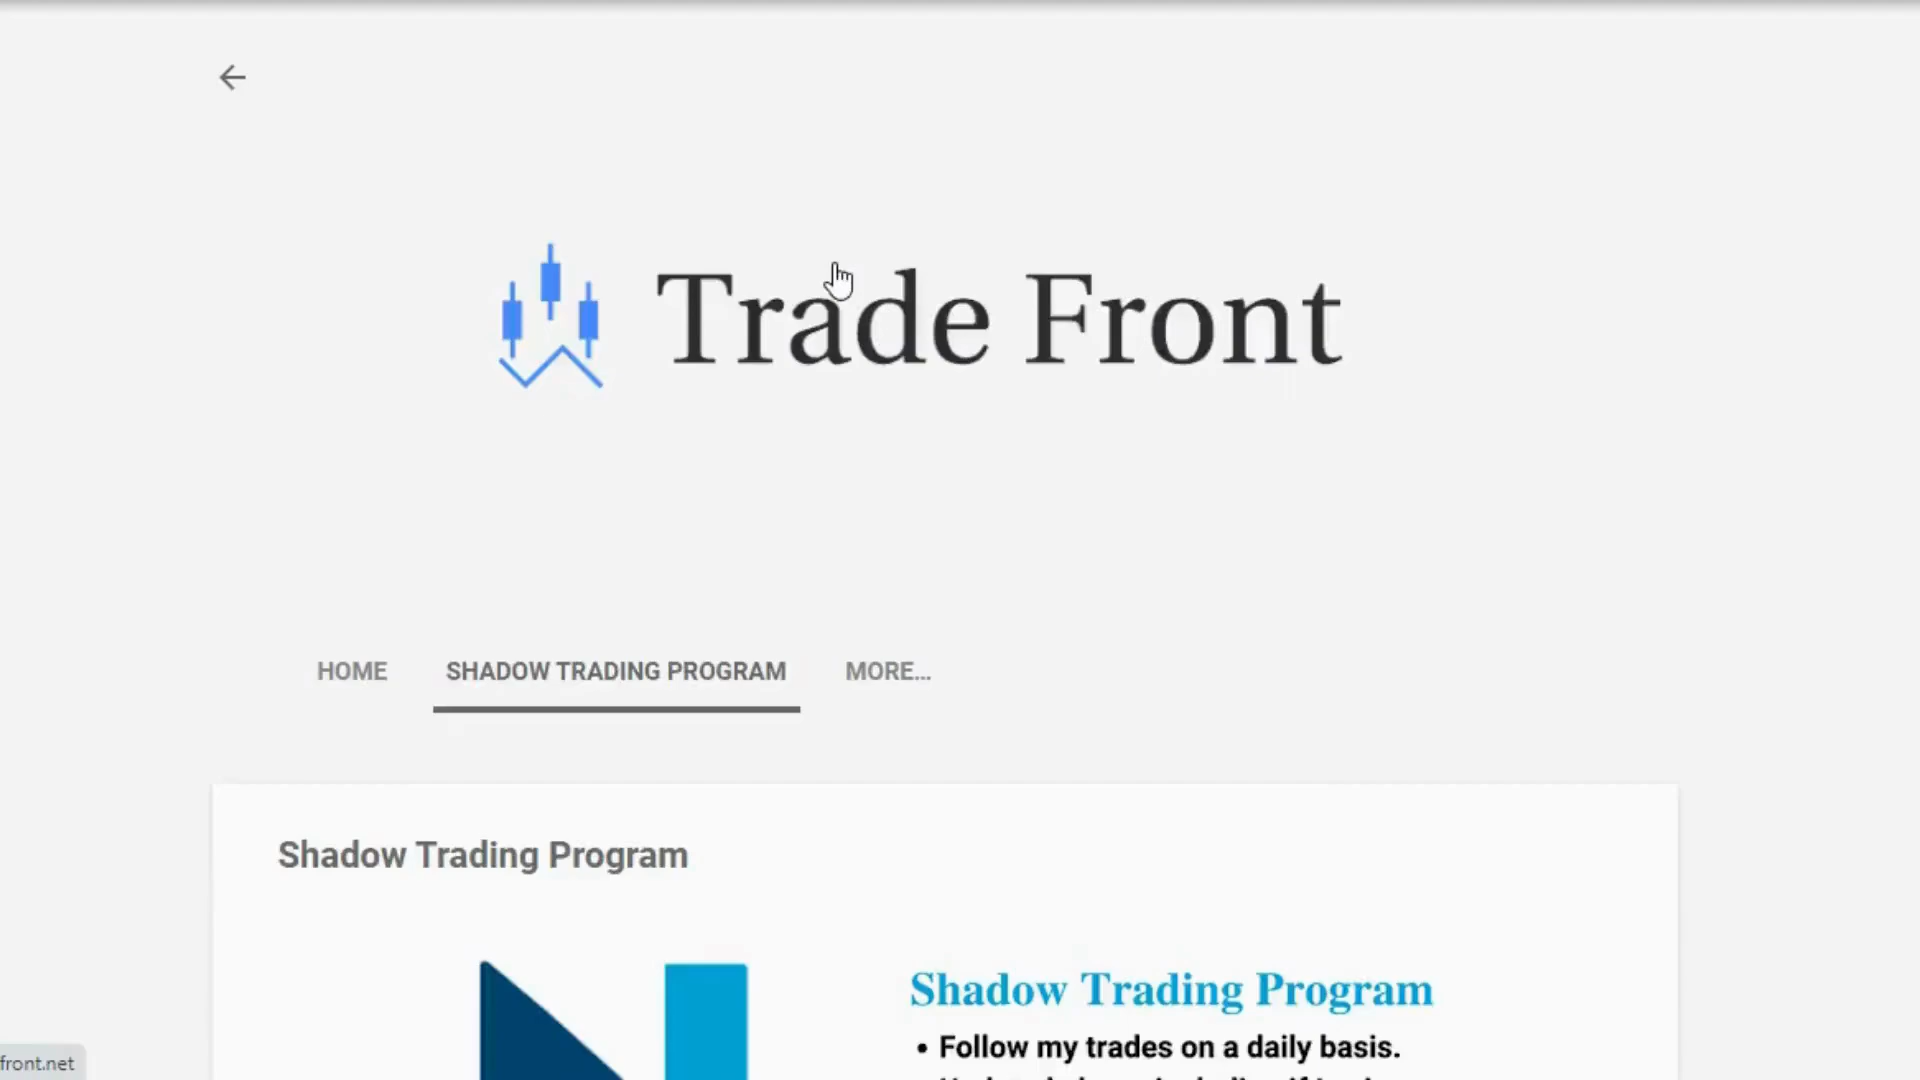 Trade Front
HOME SHADOW TRADING PROGRAM MORE...
Shadow Trading Program
Shadow Trading Program
• Follow my trades on a daily basis.
front.net